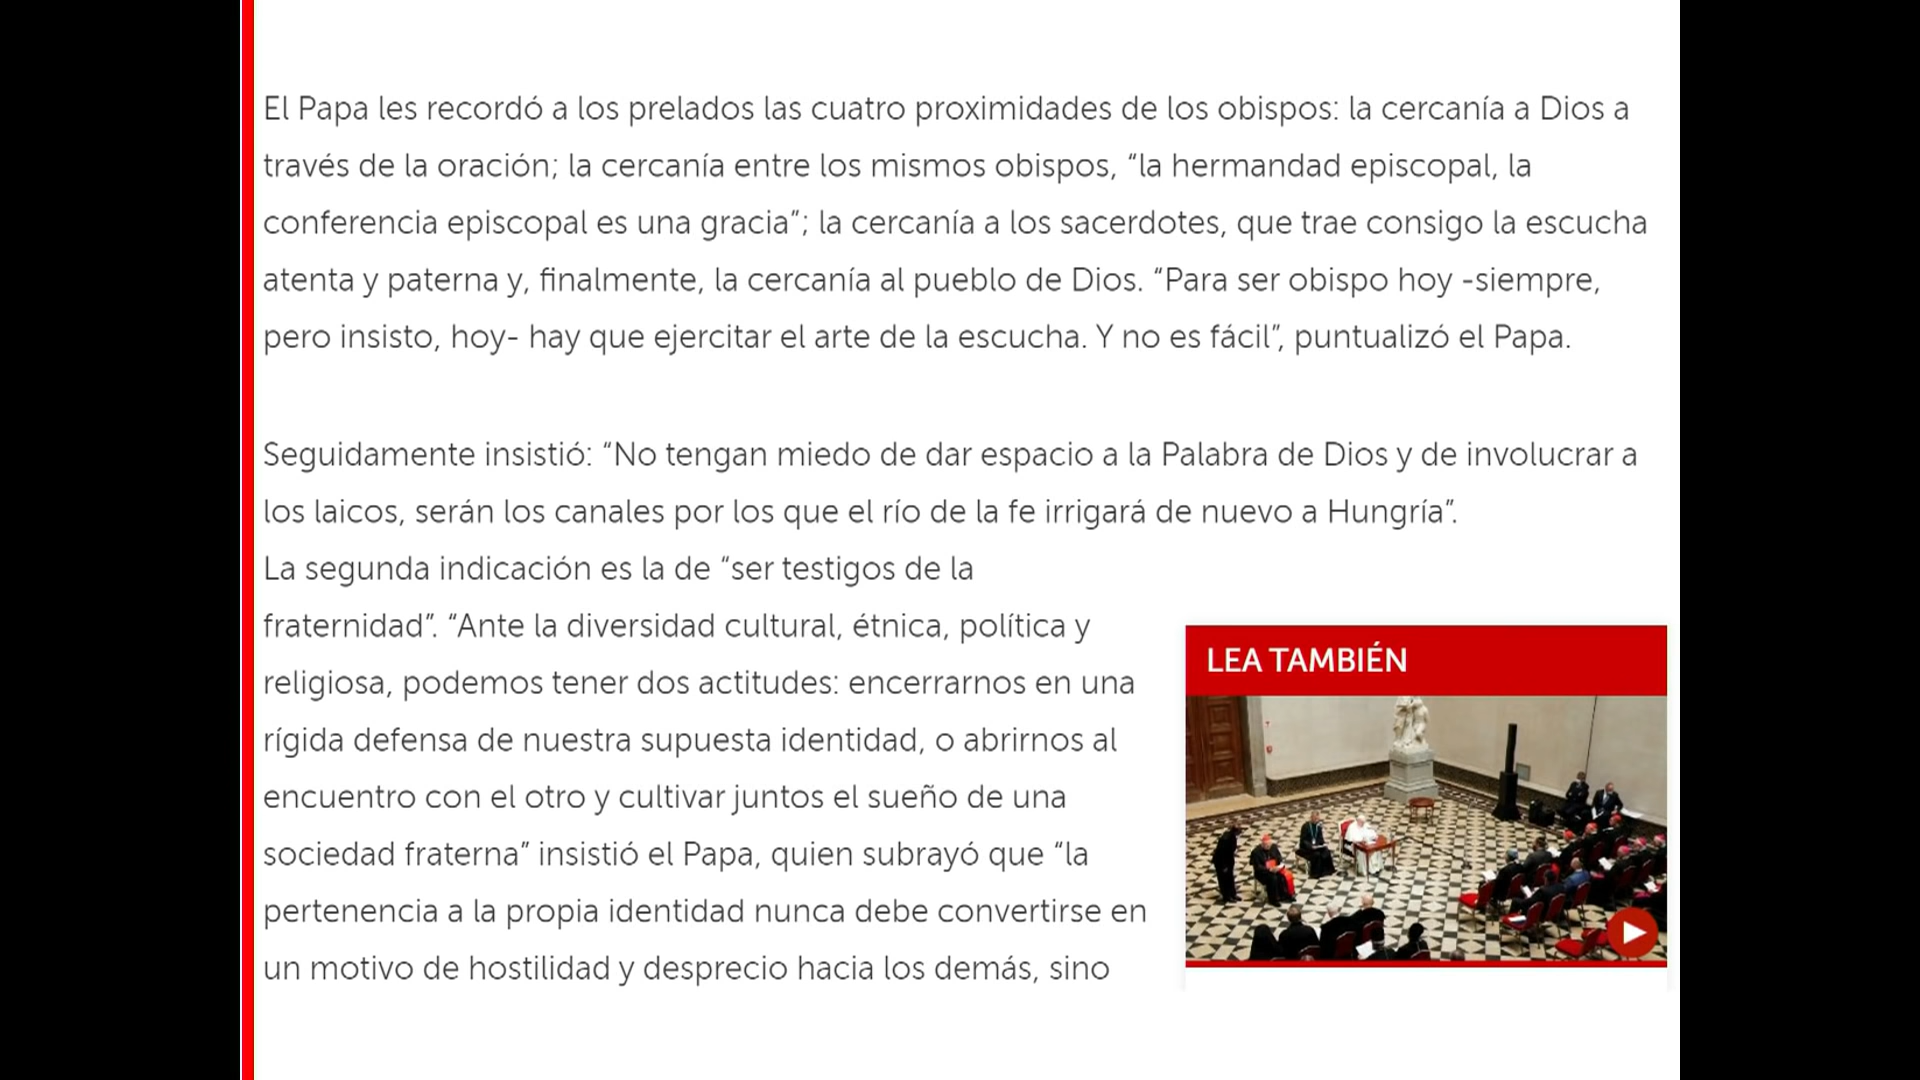 El Papa les recordó a los prelados las cuatro proximidades de los obispos: la cercanía a Dios a
través de la oración; la cercanía entre los mismos obispos, “la hermandad episcopal, la
conferencia episcopal es una gracia”; la cercanía a los sacerdotes, que trae consigo la escucha
atenta y paterna y, finalmente, la cercanía al pueblo de Dios. “Para ser obispo hoy -siempre,
pero insisto, hoy- hay que ejercitar el arte de la escucha. Y no es fácil”, puntualizó el Papa.
Seguidamente insistió: “No tengan miedo de dar espacio a la Palabra de Dios y de involucrar a
los laicos, serán los canales por los que el río de la fe irrigará de nuevo a Hungría”.
La segunda indicación es la de “ser testigos de la
fraternidad”. “Ante la diversidad cultural, étnica, política y
religiosa, podemos tener dos actitudes: encerrarnos en una
rígida defensa de nuestra supuesta identidad, o abrirnos al
encuentro con el otro y cultivar juntos el sueño de una
sociedad fraterna” insistió el Papa, quien subrayó que “la
pertenencia a la propia identidad nunca debe convertirse en
un motivo de hostilidad y desprecio hacia los demás, sino
LEA TAMBIÉN